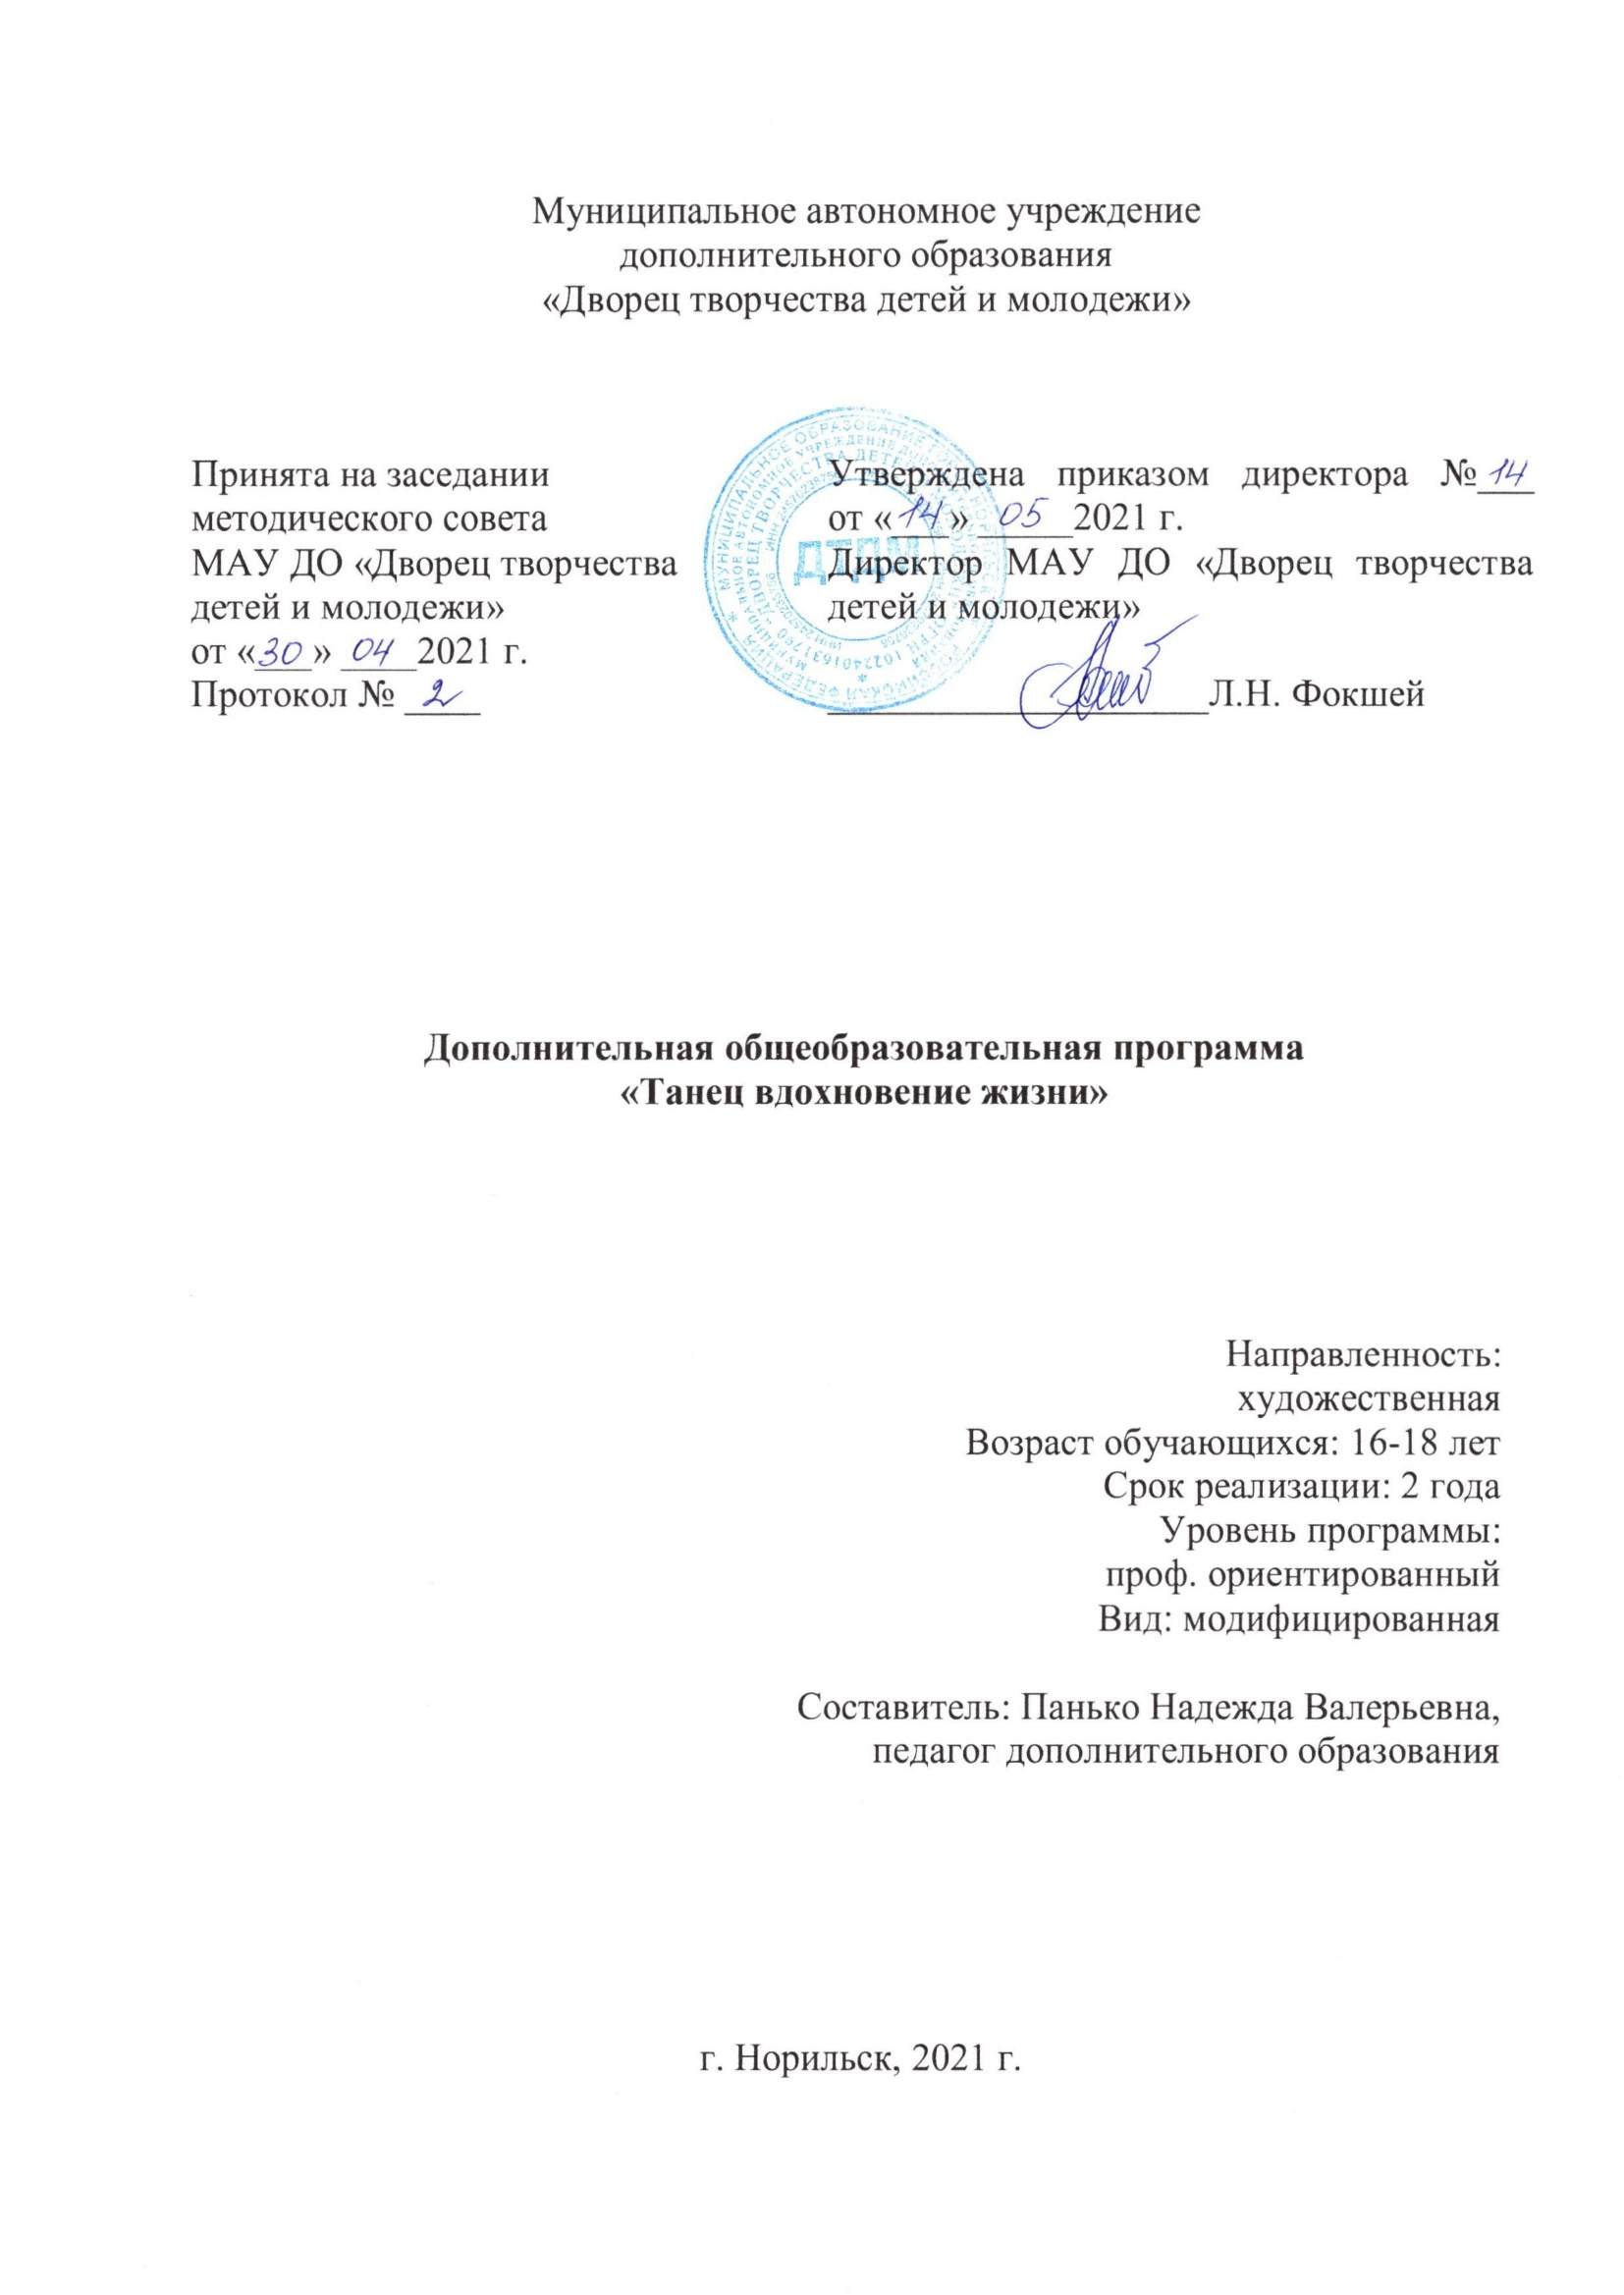 Муниципальное автономное учреждение
дополнительного образования
«Дворец творчества детей и молодежи»
Принята на заседании
методического совета
МАУ ДО «Дворец творчества
детей и молодежи»
от «30» 04 2021 г.
Протокол № 2
Утверждена приказом директора № 14
от «14» 05 2021 г.
Директор МАУ ДО «Дворец творчества
детей и молодежи»
Л.Н. Фокшей
ДТДМ
Дополнительная общеобразовательная программа
«Танец вдохновение жизни»
Направленность:
художественная
Возраст обучающихся: 16-18 лет
Срок реализации: 2 года
Уровень программы:
проф. ориентированный
Вид: модифицированная
Составитель: Панько Надежда Валерьевна,
педагог дополнительного образования
г. Норильск, 2021 г.